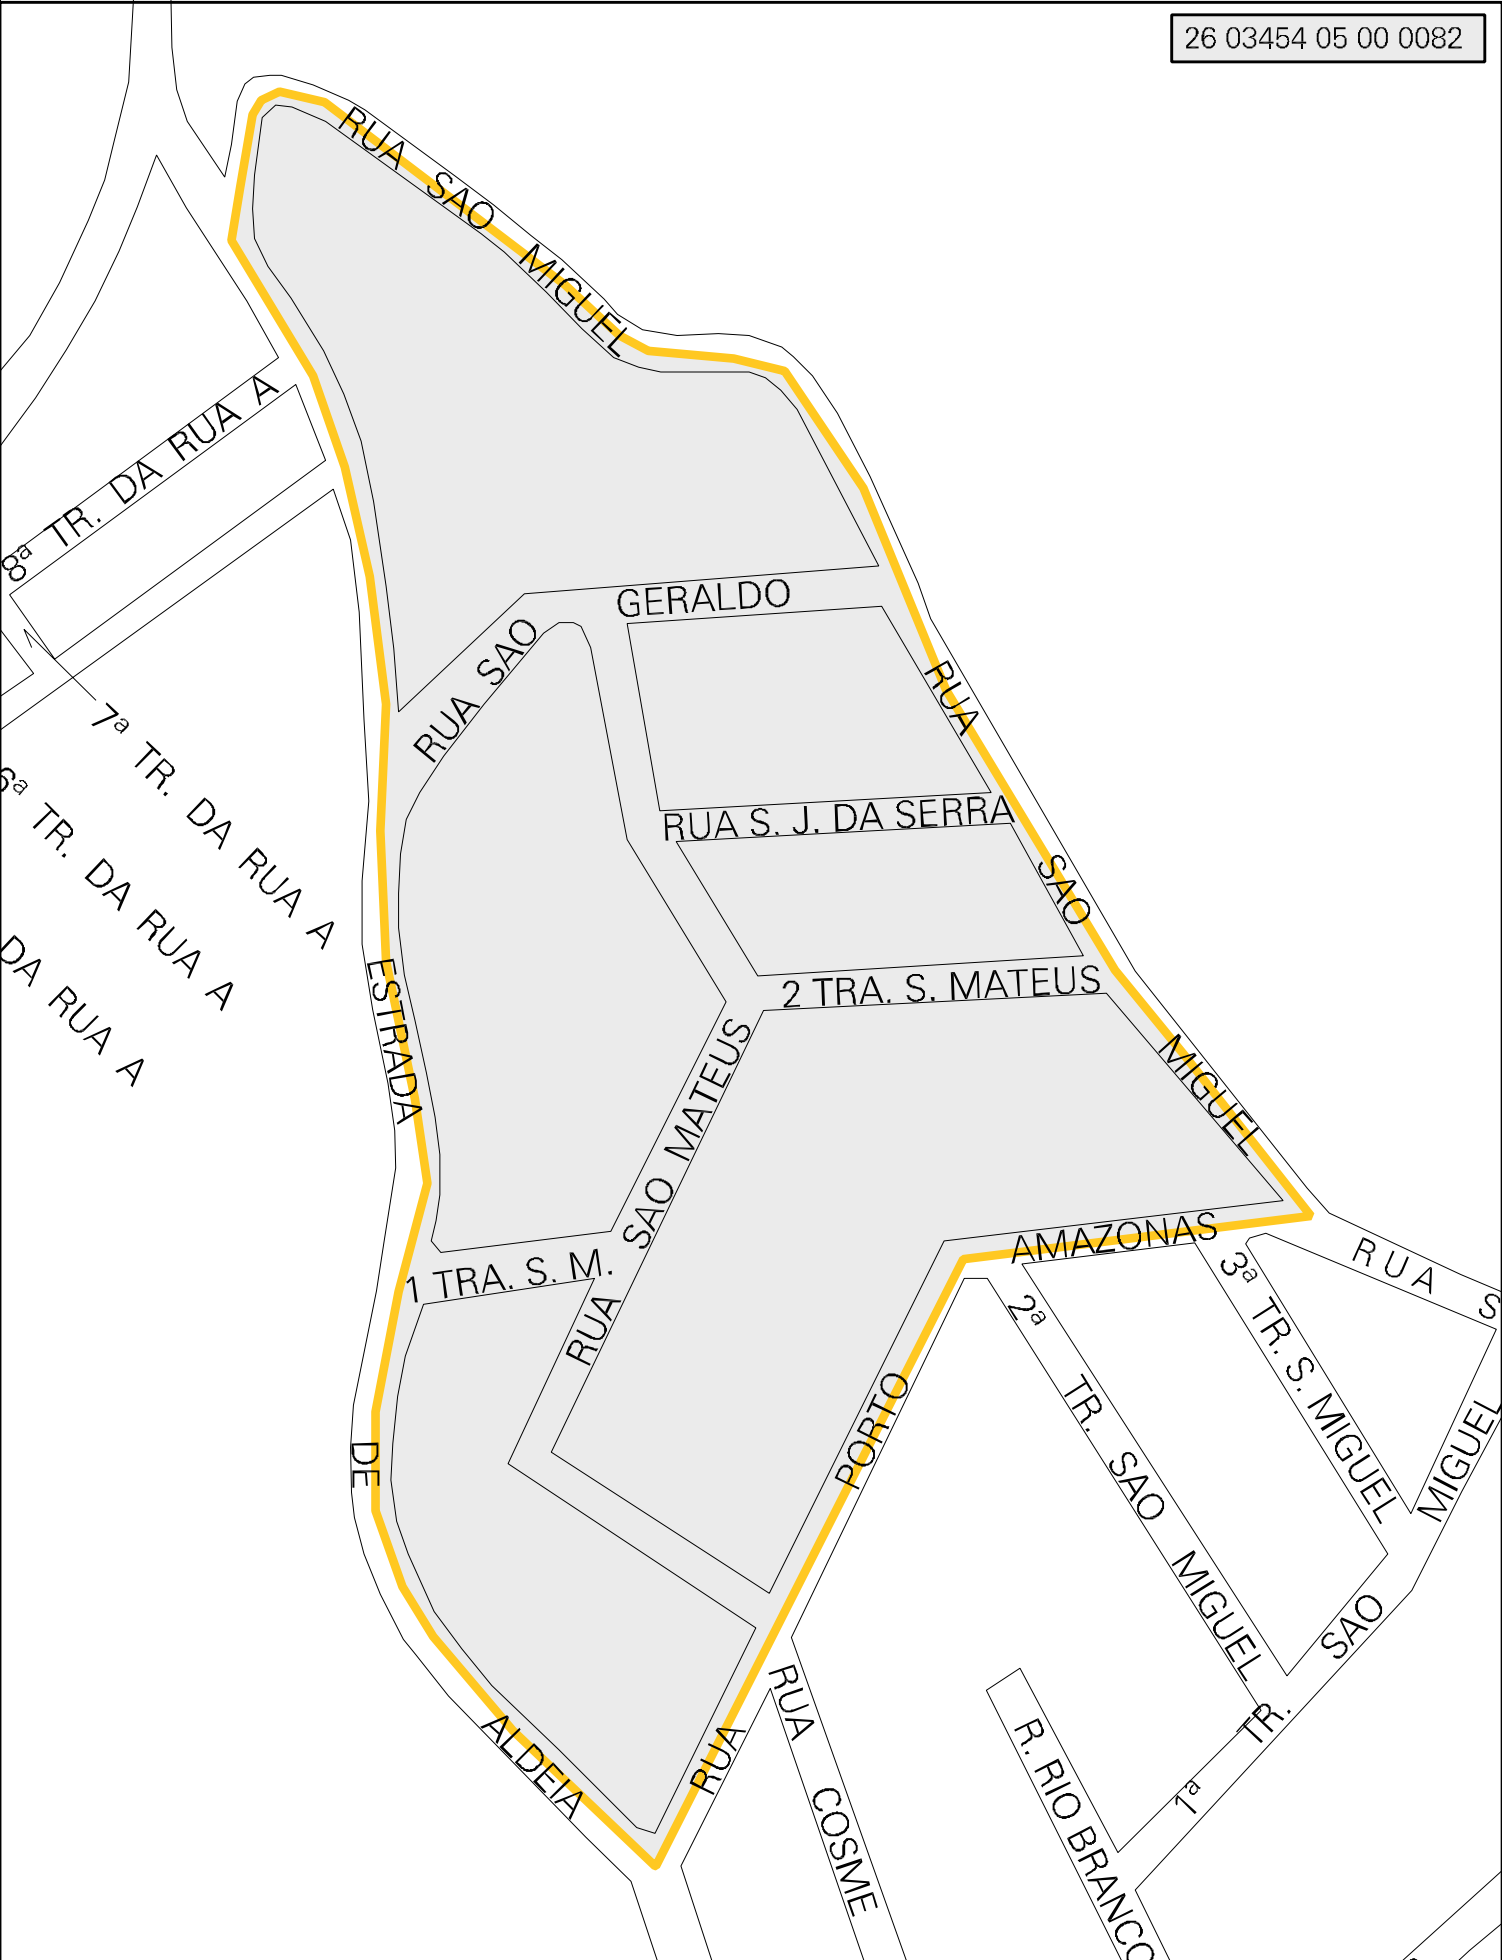 26 03454 05 00 0082
RUA SAO MIGUEL
8ª TR. DA RUA A
GERALDO
RUA SAO
RUA SAO MIGUEL
7ª TR. DA RUA A
6ª TR. DA RUA A
DA RUA A
RUA S. J. DA SERRA
2 TRA. S. MATEUS
ESTRADA DE ALDEIA
RUA SAO MATEUS
1 TRA. S. M.
AMAZONAS
RUA PORTO
3ª TR. S. MIGUEL
RUA S
2ª TR. SAO MIGUEL
1ª TR. SAO MIGUEL
RUA COSME
R. RIO BRANCO